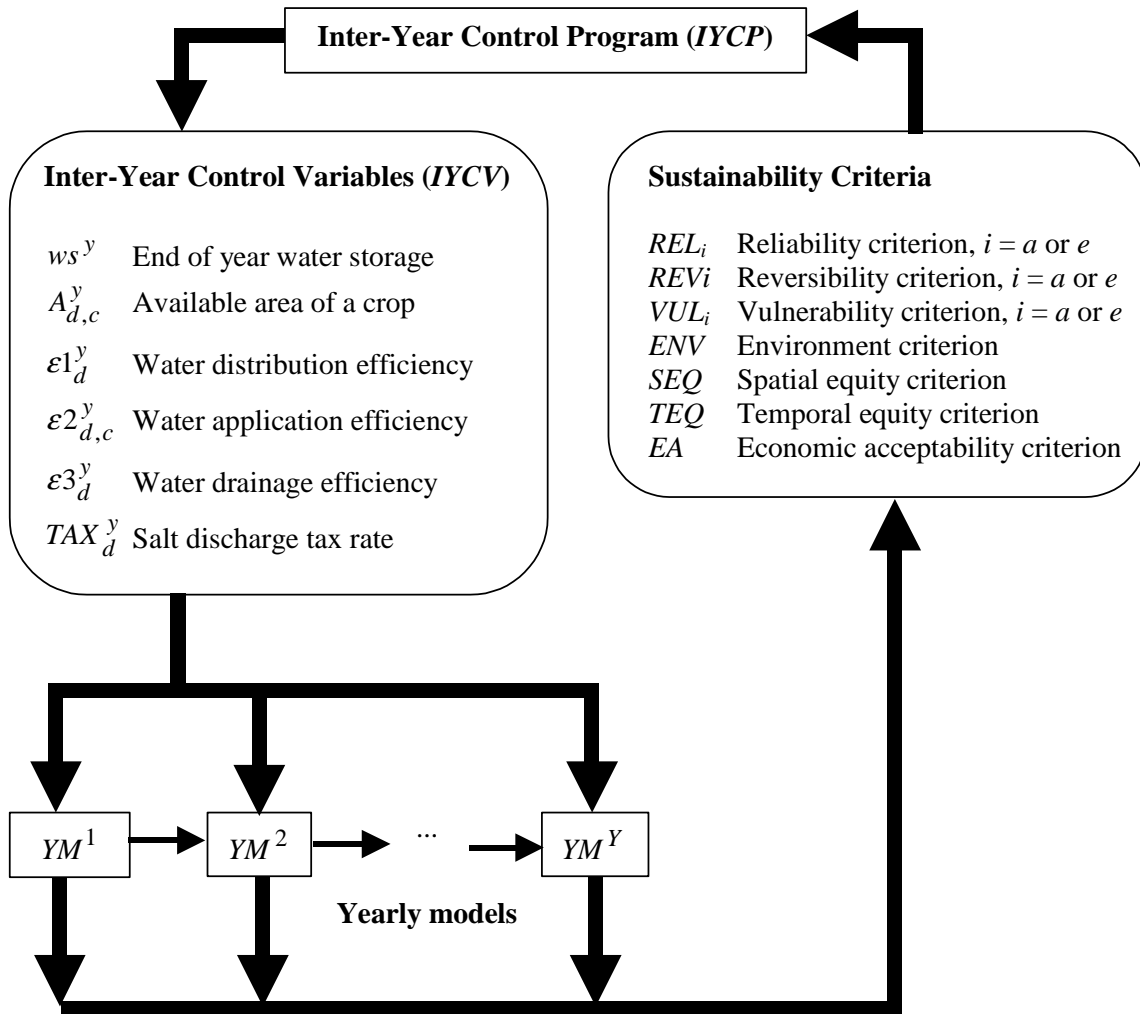 Inter-Year Control Program (IYCP)
Inter-Year Control Variables (IYCV)
ws^y End of year water storage
A^y_{d,c} Available area of a crop
ε1^y_d Water distribution efficiency
ε2^y_{d,c} Water application efficiency
ε3^y_d Water drainage efficiency
TAX^y_d Salt discharge tax rate
Sustainability Criteria
REL_i Reliability criterion, i = a or e
REVi Reversibility criterion, i = a or e
VUL_i Vulnerability criterion, i = a or e
ENV Environment criterion
SEQ Spatial equity criterion
TEQ Temporal equity criterion
EA Economic acceptability criterion
YM^1 YM^2 ... YM^Y
Yearly models